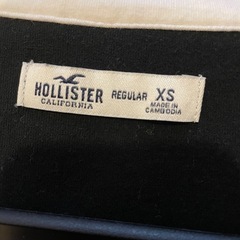 HOLLISTER
CALIFORNIA
REGULAR XS
MADE IN
CAMBODIA